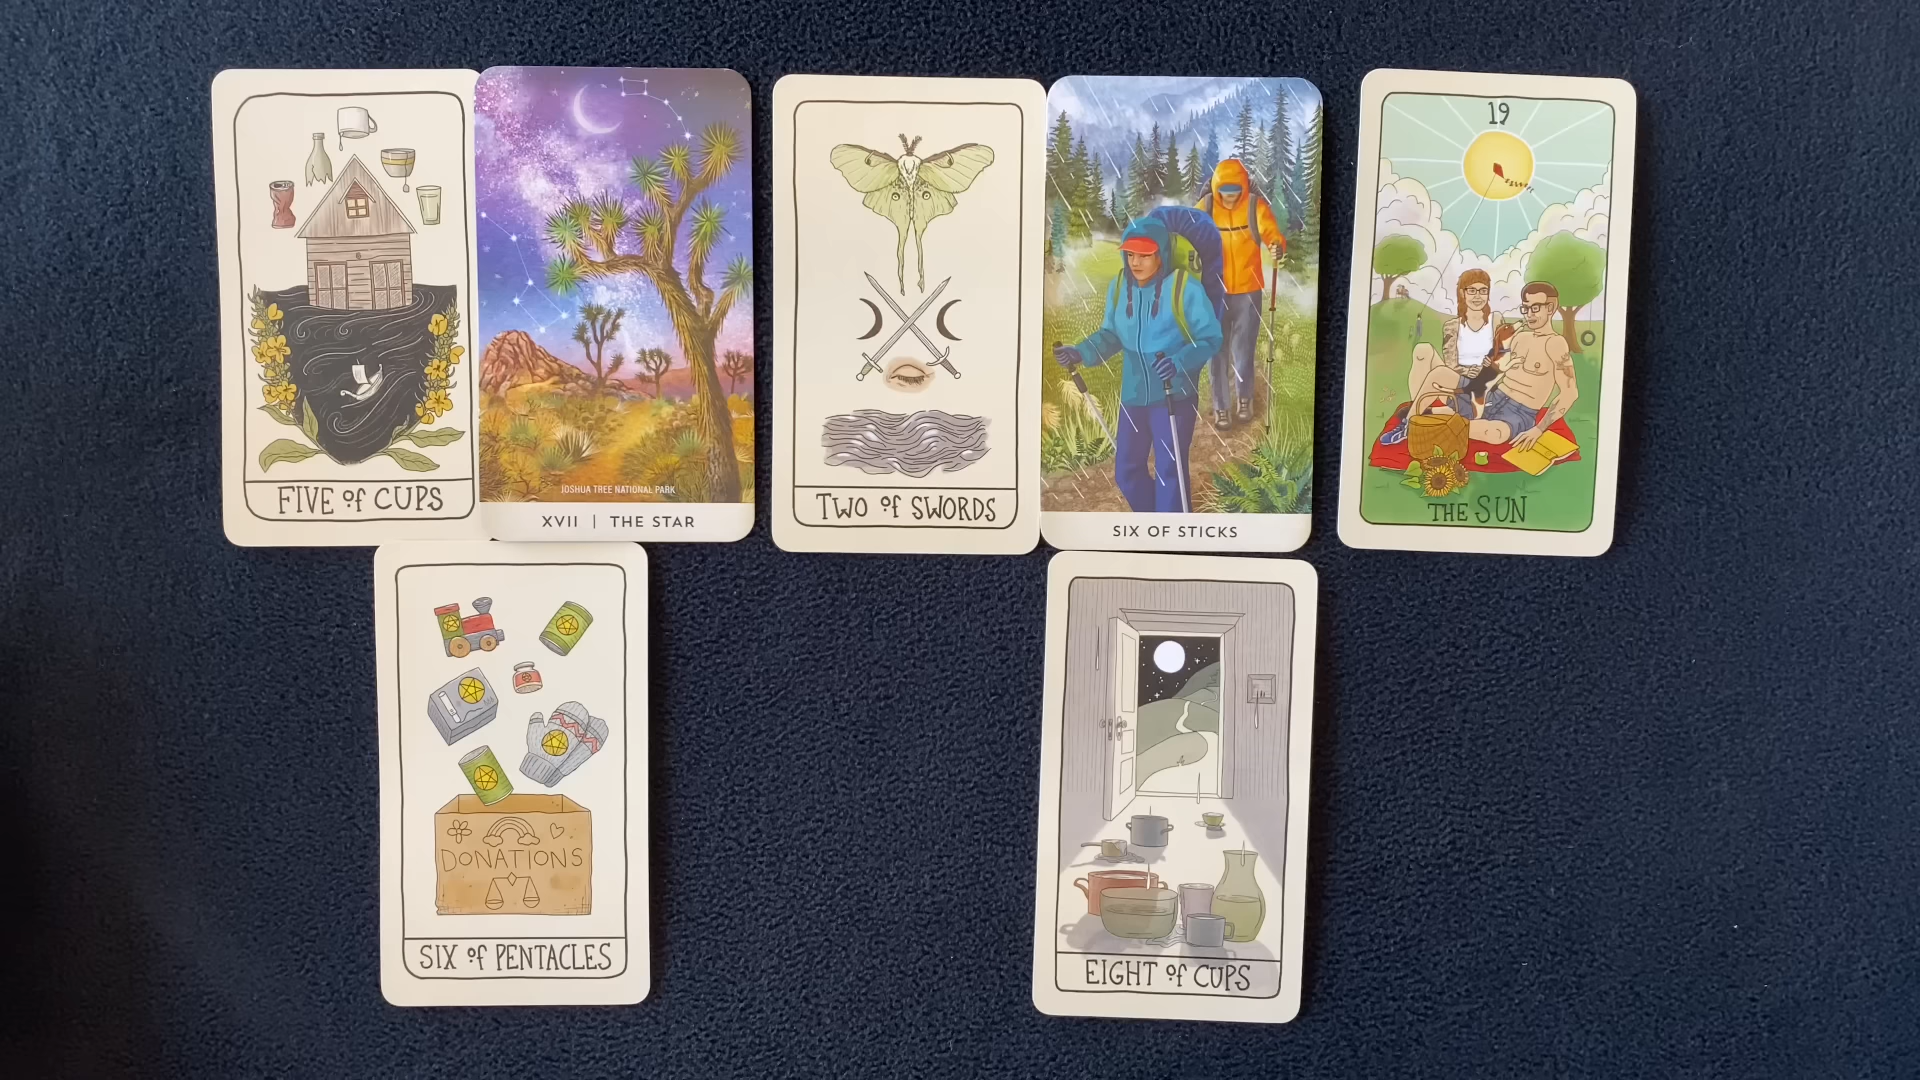 FIVE of CUPS
JOSHUA TREE NATIONAL PARK
XVII | THE STAR
TWO of SWORDS
SIX OF STICKS
19
THE SUN
DONATIONS
SIX of PENTACLES
EIGHT of CUPS